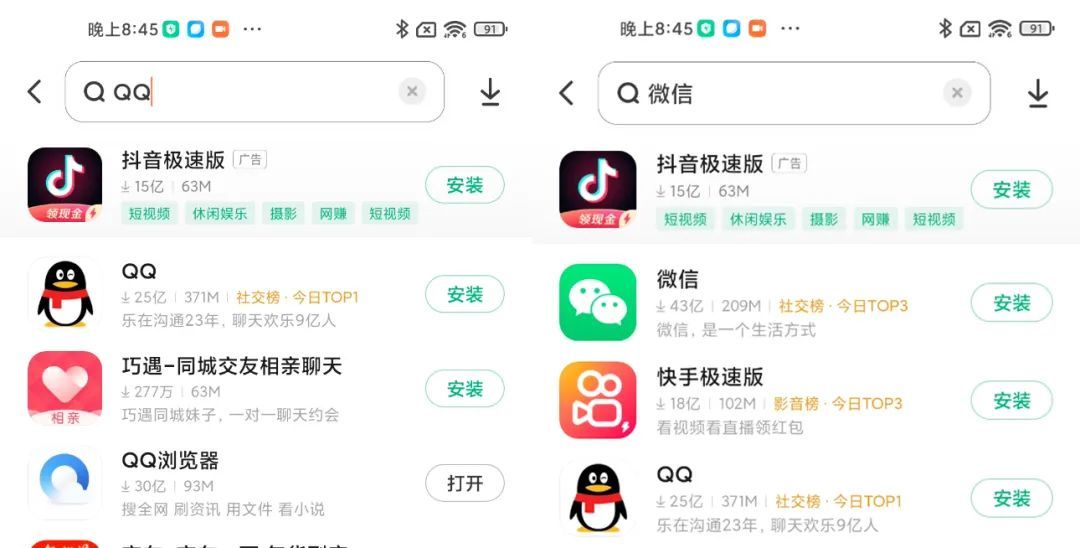 晚上8:45 ··· 91
QQ
抖音极速版 广告
15亿 63M
短视频 休闲娱乐 摄影 网赚 短视频
领现金
安装
QQ
25亿 371M 社交榜·今日TOP1
乐在沟通23年，聊天欢乐9亿人
安装
巧遇-同城交友相亲聊天
277万 63M
巧遇同城妹子，一对一聊天约会
相亲
安装
QQ浏览器
30亿 93M
搜全网 刷资讯 用文件 看小说
打开
晚上8:45 ··· 91
微信
抖音极速版 广告
15亿 63M
短视频 休闲娱乐 摄影 网赚 短视频
领现金
安装
微信
43亿 209M 社交榜·今日TOP3
微信，是一个生活方式
安装
快手极速版
18亿 102M 影音榜·今日TOP3
看视频看直播领红包
安装
QQ
25亿 371M 社交榜·今日TOP1
乐在沟通23年，聊天欢乐9亿人
安装